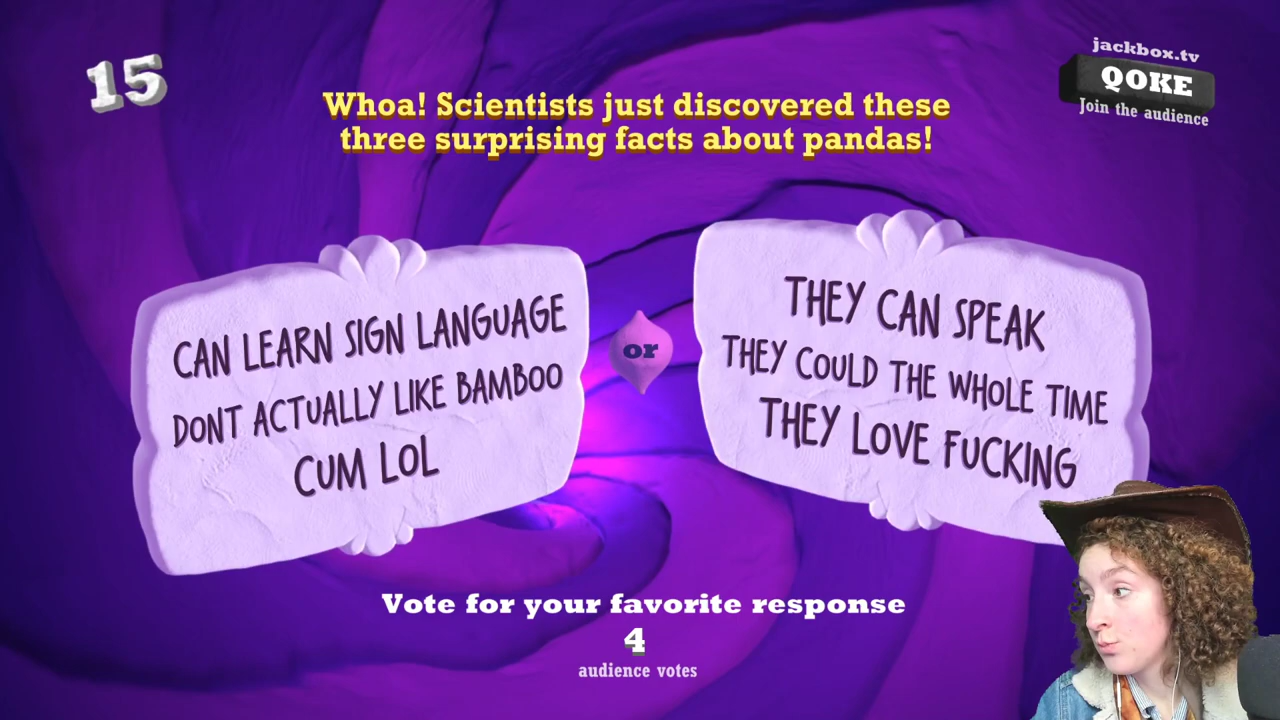 15
jackbox.tv
QOKE
Join the audience
Whoa! Scientists just discovered these
three surprising facts about pandas!
CAN LEARN SIGN LANGUAGE
DONT ACTUALLY LIKE BAMBOO
CUM LOL
or
THEY CAN SPEAK
THEY COULD THE WHOLE TIME
THEY LOVE FUCKING
Vote for your favorite response
4
audience votes